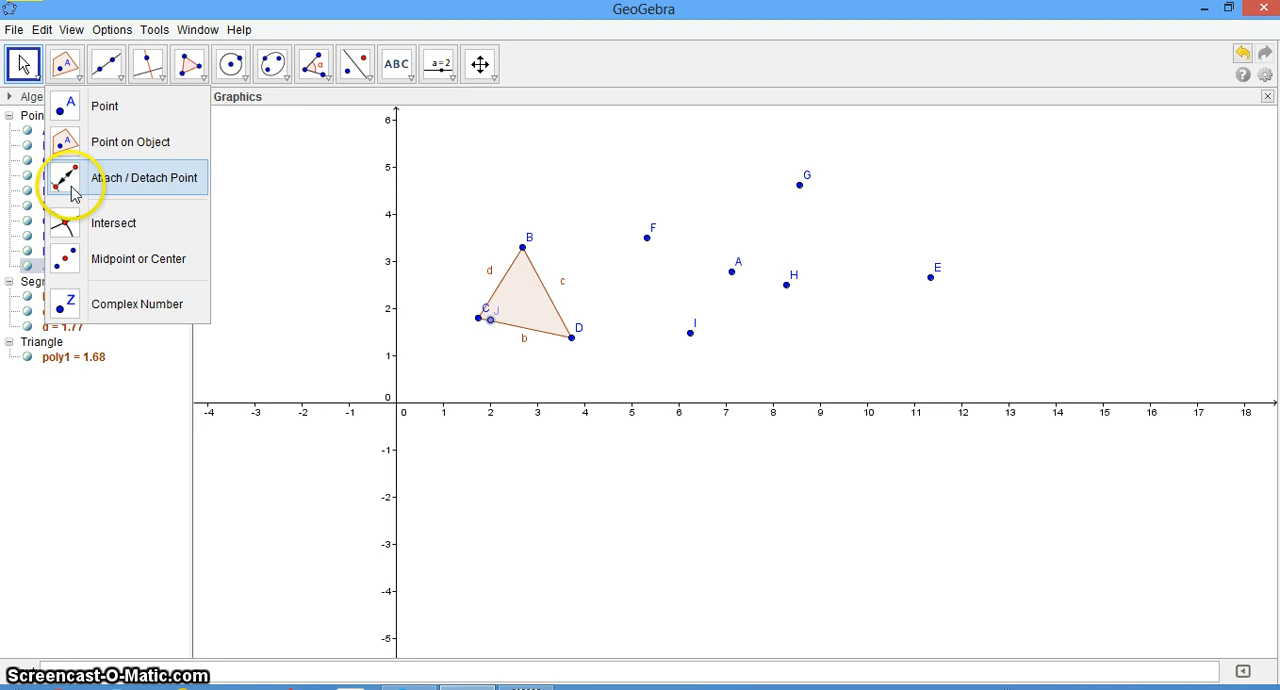 GeoGebra
File Edit View Options Tools Window Help
A
A
α
ABC
a=2
Alge
Graphics
A Point
A Point on Object
Attach / Detach Point
Intersect
Midpoint or Center
Z Complex Number
Poin
Segr
d = 1.77
Triangle
poly1 = 1.68
6
5
4
3
2
1
0
-1
-2
-3
-4
-5
-4 -3 -2 -1 0 1 2 3 4 5 6 7 8 9 10 11 12 13 14 15 16 17 18
G
F
B
A
E
d
c
H
C
J
I
D
b
Screencast-O-Matic.com